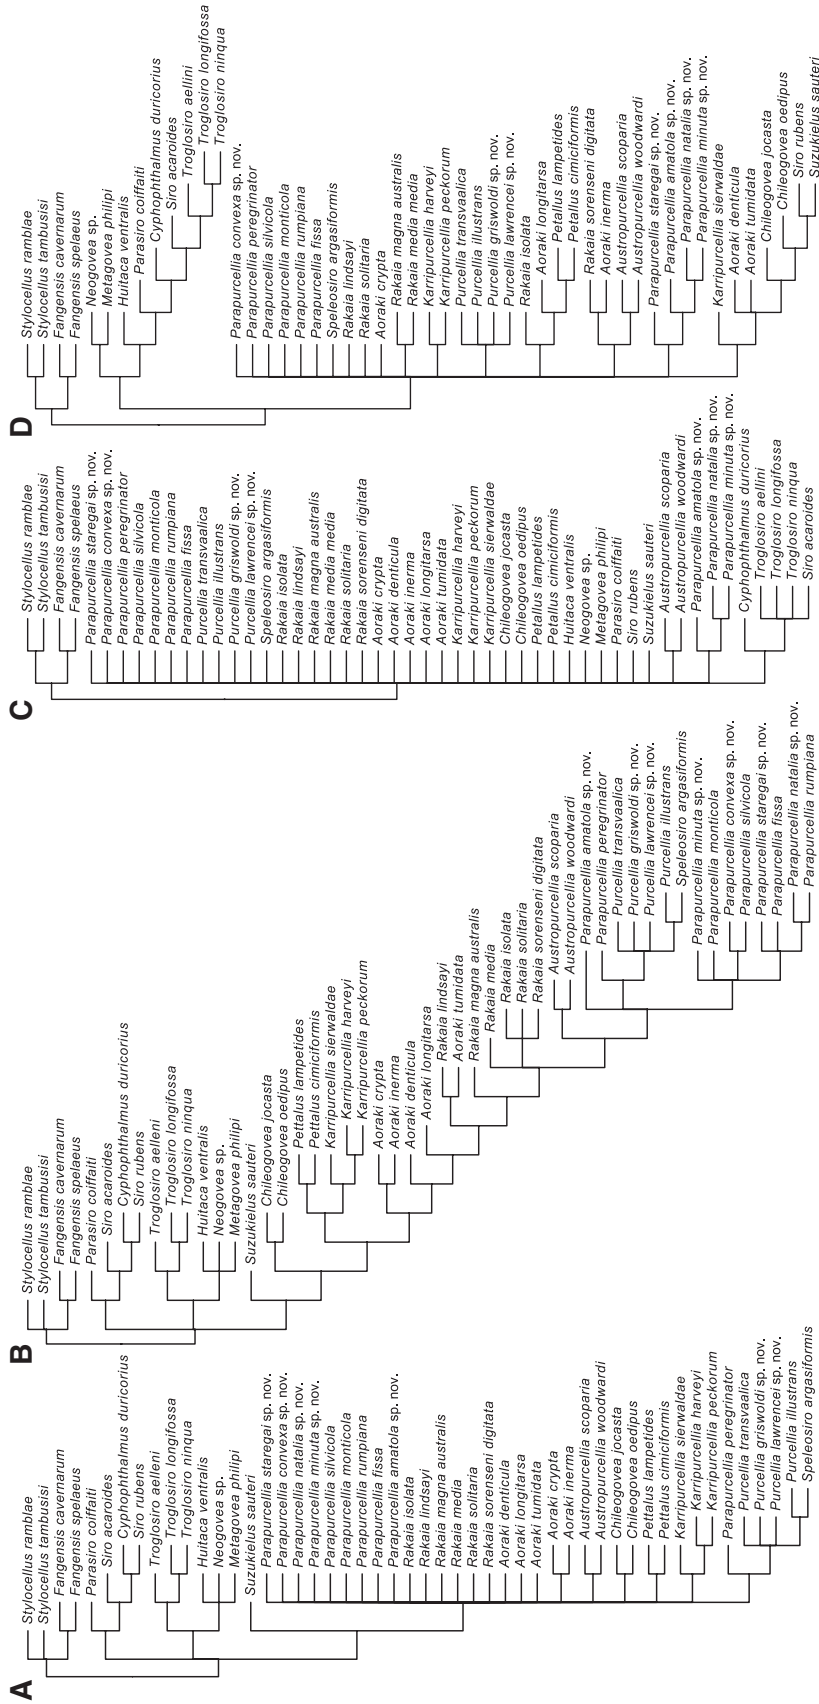 A
Stylocellus ramblae
Stylocellus tambusisi
Fangensis cavernarum
Fangensis spelaeus
Parasiro coiffaiti
Siro acaroides
Cyphophthalmus duricorius
Siro rubens
Troglosiro aelleni
Troglosiro longifossa
Troglosiro ninqua
Huitaca ventralis
Neogovea sp.
Metagovea philipi
Suzukielus sauteri
Parapurcellia staregai sp. nov.
Parapurcellia convexa sp. nov.
Parapurcellia natalia sp. nov.
Parapurcellia minuta sp. nov.
Parapurcellia silvicola
Parapurcellia monticola
Parapurcellia rumpiana
Parapurcellia fissa
Parapurcellia amatola sp. nov.
Rakaia isolata
Rakaia lindsayi
Rakaia magna australis
Rakaia media
Rakaia solitaria
Rakaia sorenseni digitata
Aoraki denticula
Aoraki longitarsa
Aoraki tumidata
Aoraki crypta
Aoraki inerma
Austropurcellia scoparia
Austropurcellia woodwardi
Chileogovea jocasta
Chileogovea oedipus
Pettalus lampetides
Pettalus cimiciformis
Karripurcellia sierwaldae
Karripurcellia harveyi
Karripurcellia peckorum
Parapurcellia peregrinator
Purcellia transvaalica
Purcellia griswoldi sp. nov.
Purcellia lawrencei sp. nov.
Purcellia illustrans
Speleosiro argasiformis
B
Stylocellus ramblae
Stylocellus tambusisi
Fangensis cavernarum
Fangensis spelaeus
Parasiro coiffaiti
Siro acaroides
Cyphophthalmus duricorius
Siro rubens
Troglosiro aelleni
Troglosiro longifossa
Troglosiro ninqua
Huitaca ventralis
Neogovea sp.
Metagovea philipi
Suzukielus sauteri
Chileogovea jocasta
Chileogovea oedipus
Pettalus lampetides
Pettalus cimiciformis
Karripurcellia sierwaldae
Karripurcellia harveyi
Karripurcellia peckorum
Aoraki crypta
Aoraki inerma
Aoraki denticula
Aoraki longitarsa
Rakaia lindsayi
Aoraki tumidata
Rakaia magna australis
Rakaia media
Rakaia isolata
Rakaia solitaria
Rakaia sorenseni digitata
Austropurcellia scoparia
Austropurcellia woodwardi
Parapurcellia amatola sp. nov.
Parapurcellia peregrinator
Purcellia transvaalica
Purcellia griswoldi sp. nov.
Purcellia lawrencei sp. nov.
Purcellia illustrans
Speleosiro argasiformis
Parapurcellia minuta sp. nov.
Parapurcellia monticola
Parapurcellia convexa sp. nov.
Parapurcellia silvicola
Parapurcellia staregai sp. nov.
Parapurcellia fissa
Parapurcellia natalia sp. nov.
Parapurcellia rumpiana
C
Stylocellus ramblae
Stylocellus tambusisi
Fangensis cavernarum
Fangensis spelaeus
Parapurcellia staregai sp. nov.
Parapurcellia convexa sp. nov.
Parapurcellia peregrinator
Parapurcellia silvicola
Parapurcellia monticola
Parapurcellia rumpiana
Parapurcellia fissa
Purcellia transvaalica
Purcellia illustrans
Purcellia griswoldi sp. nov.
Purcellia lawrencei sp. nov.
Speleosiro argasiformis
Rakaia isolata
Rakaia lindsayi
Rakaia magna australis
Rakaia media media
Rakaia solitaria
Rakaia sorenseni digitata
Aoraki crypta
Aoraki denticula
Aoraki inerma
Aoraki longitarsa
Aoraki tumidata
Karripurcellia harveyi
Karripurcellia peckorum
Karripurcellia sierwaldae
Chileogovea jocasta
Chileogovea oedipus
Petallus lampetides
Petallus cimiciformis
Huitaca ventralis
Neogovea sp.
Metagovea philipi
Parasiro coiffaiti
Siro rubens
Suzukielus sauteri
Austropurcellia scoparia
Austropurcellia woodwardi
Parapurcellia amatola sp. nov.
Parapurcellia natalia sp. nov.
Parapurcellia minuta sp. nov.
Cyphophthalmus duricorius
Troglosiro aellini
Troglosiro longifossa
Troglosiro ninqua
Siro acaroides
D
Stylocellus ramblae
Stylocellus tambusisi
Fangensis cavernarum
Fangensis spelaeus
Neogovea sp.
Metagovea philipi
Huitaca ventralis
Parasiro coiffaiti
Cyphophthalmus duricorius
Siro acaroides
Troglosiro aellini
Troglosiro longifossa
Troglosiro ninqua
Parapurcellia convexa sp. nov.
Parapurcellia peregrinator
Parapurcellia silvicola
Parapurcellia monticola
Parapurcellia rumpiana
Parapurcellia fissa
Speleosiro argasiformis
Rakaia lindsayi
Rakaia solitaria
Aoraki crypta
Rakaia magna australis
Rakaia media media
Karripurcellia harveyi
Karripurcellia peckorum
Purcellia transvaalica
Purcellia illustrans
Purcellia griswoldi sp. nov.
Purcellia lawrencei sp. nov.
Rakaia isolata
Aoraki longitarsa
Petallus lampetides
Petallus cimiciformis
Rakaia sorenseni digitata
Aoraki inerma
Austropurcellia scoparia
Austropurcellia woodwardi
Parapurcellia staregai sp. nov.
Parapurcellia amatola sp. nov.
Parapurcellia natalia sp. nov.
Parapurcellia minuta sp. nov.
Karripurcellia sierwaldae
Aoraki denticula
Aoraki tumidata
Chileogovea jocasta
Chileogovea oedipus
Siro rubens
Suzukielus sauteri